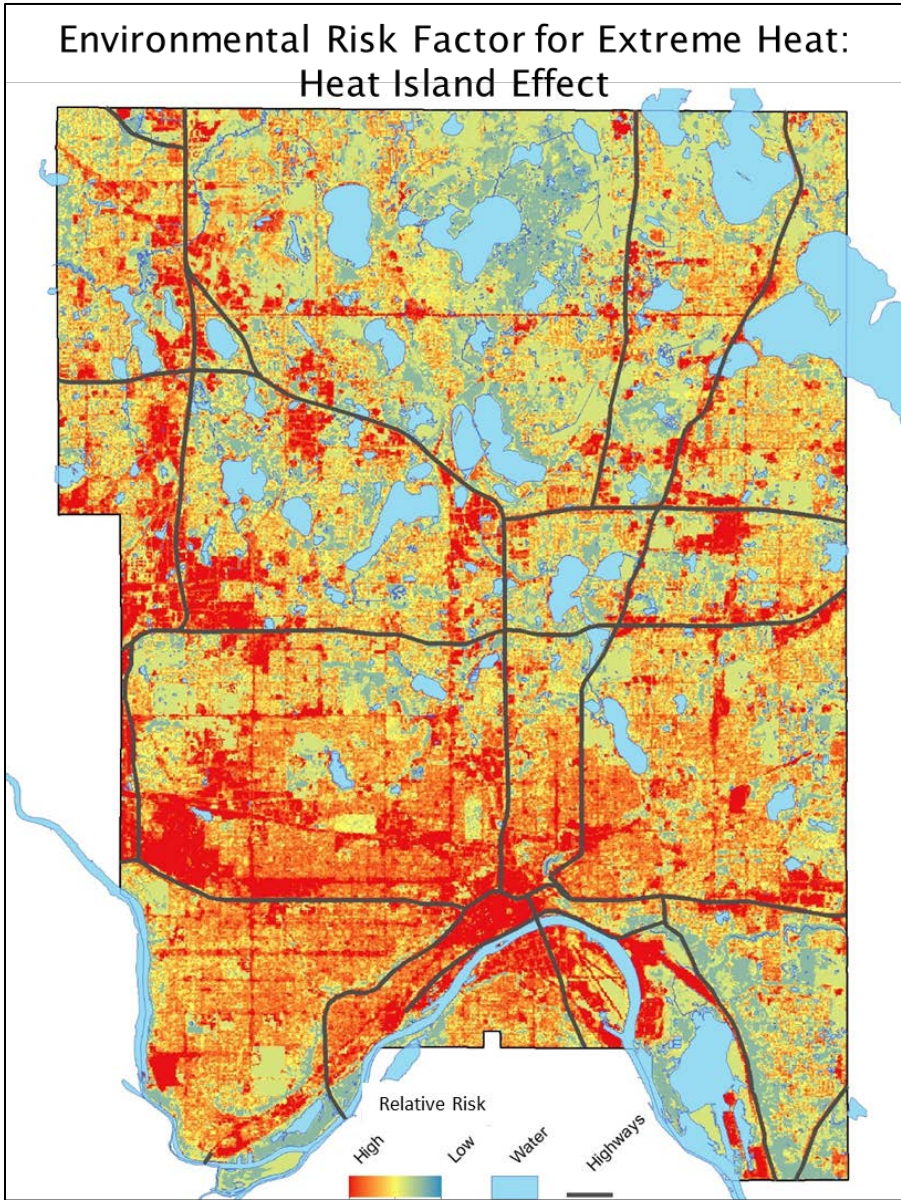 Environmental Risk Factor for Extreme Heat:
Heat Island Effect
Relative Risk
High
Low
Water
Highways